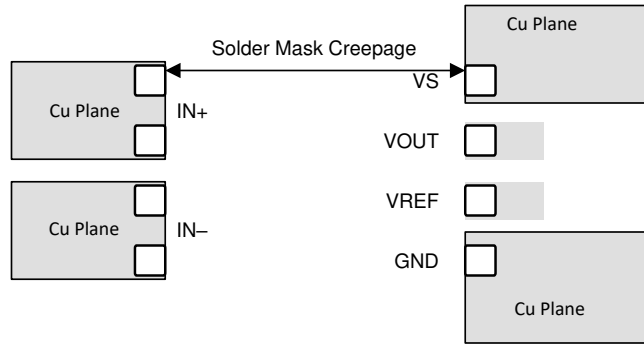 Cu Plane
Solder Mask Creepage
VS
Cu Plane
IN+
VOUT
VREF
Cu Plane
IN–
GND
Cu Plane